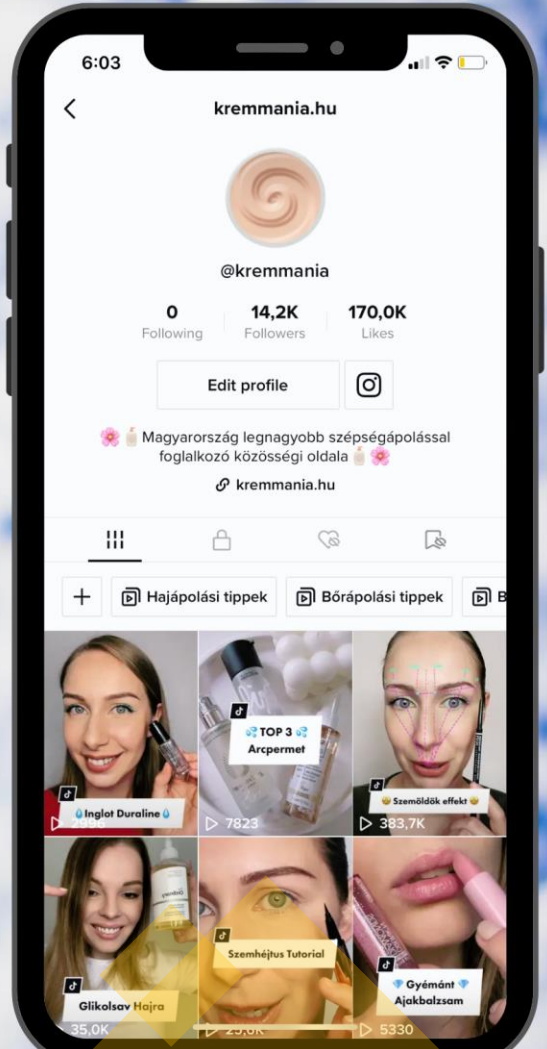 6:03
kremmania.hu
@kremmania
0 14,2K 170,0K
Following Followers Likes
Edit profile
🌸🧴Magyarország legnagyobb szépségápolással
foglalkozó közösségi oldala🧴🌸
kremmania.hu
Hajápolási tippek Bőrápolási tippek B
💧Inglot Duraline💧
2996
💦 TOP 3 💦
Arcpermet
7823
🤩 Szemöldök effekt 🤩
383,7K
Glikolsav Hajra
35,0K
Szemhéjtus Tutorial
💎 Gyémánt 💎
Ajakbalzsam
5330